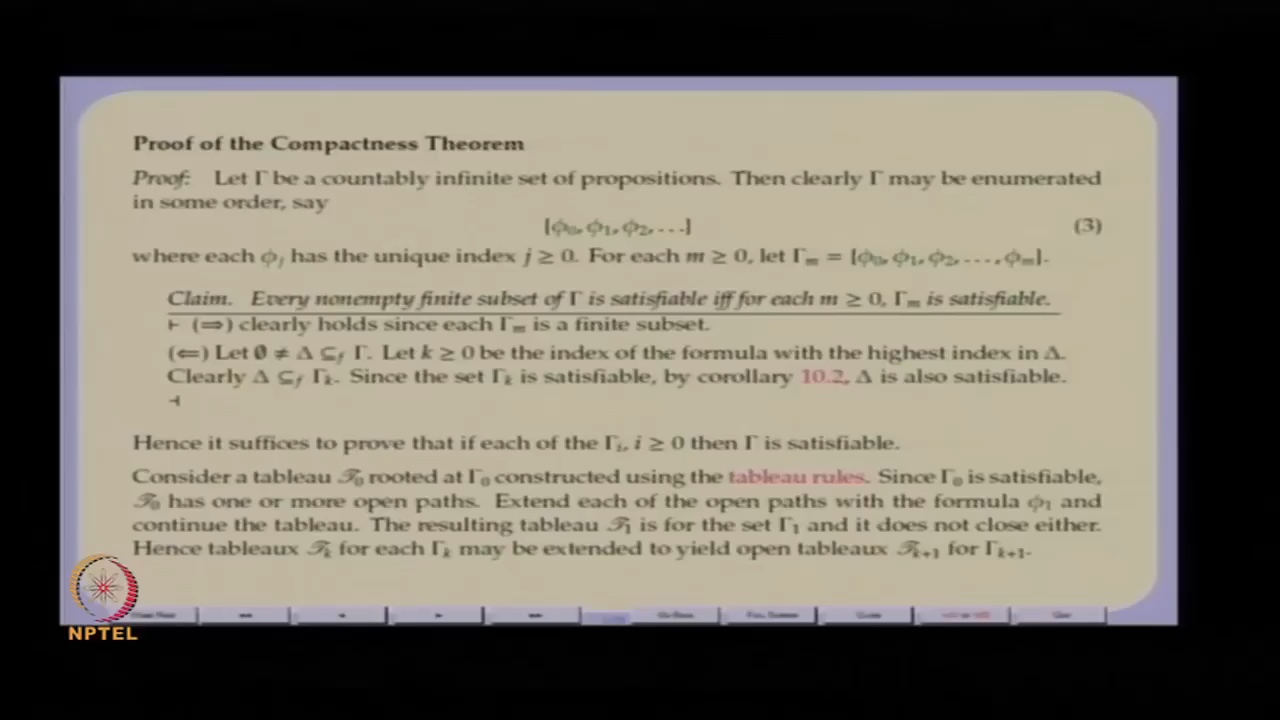 Proof of the Compactness Theorem
Proof: Let Γ be a countably infinite set of propositions. Then clearly Γ may be enumerated
in some order, say
{ϕ₀, ϕ₁, ϕ₂, ...} (3)
where each ϕⱼ has the unique index j ≥ 0. For each m ≥ 0, let Γₘ = {ϕ₀, ϕ₁, ϕ₂, ..., ϕₘ}.
Claim. Every nonempty finite subset of Γ is satisfiable iff for each m ≥ 0, Γₘ is satisfiable.
⊢ (⇒) clearly holds since each Γₘ is a finite subset.
(⇐) Let ∅ ≠ Δ ⊆f Γ. Let k ≥ 0 be the index of the formula with the highest index in Δ.
Clearly Δ ⊆f Γₖ. Since the set Γₖ is satisfiable, by corollary 10.2, Δ is also satisfiable.
⊣
Hence it suffices to prove that if each of the Γᵢ, i ≥ 0 then Γ is satisfiable.
Consider a tableau 𝒯₀ rooted at Γ₀ constructed using the tableau rules. Since Γ₀ is satisfiable,
𝒯₀ has one or more open paths. Extend each of the open paths with the formula ϕ₁ and
continue the tableau. The resulting tableau 𝒯₁ is for the set Γ₁ and it does not close either.
Hence tableaux 𝒯ₖ for each Γₖ may be extended to yield open tableaux 𝒯ₖ₊₁ for Γₖ₊₁.
NPTEL